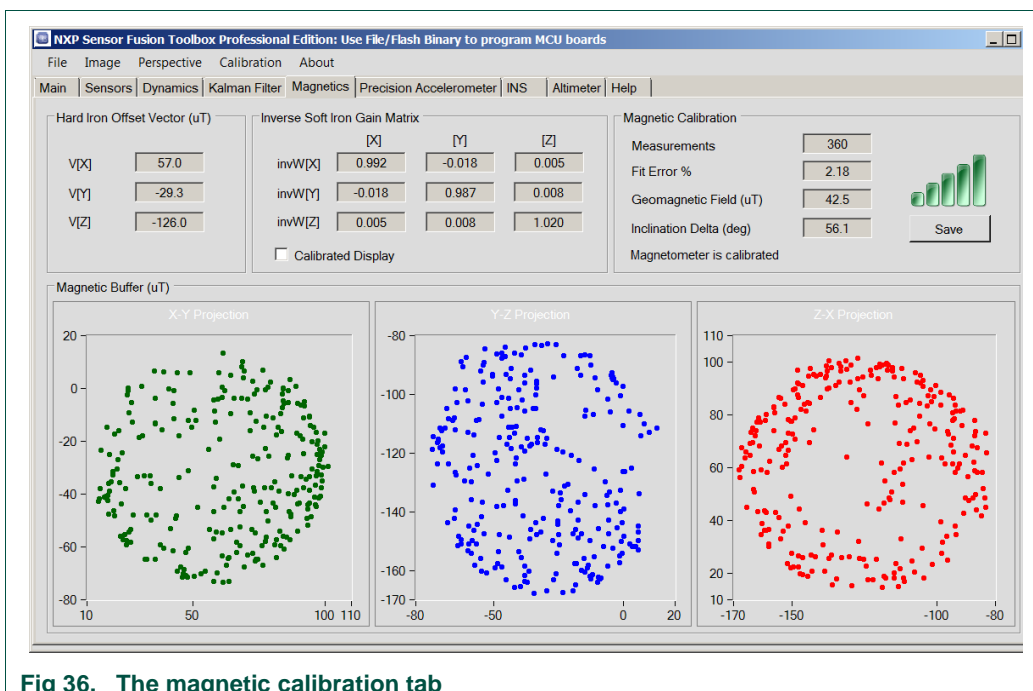 NXP Sensor Fusion Toolbox Professional Edition: Use File/Flash Binary to program MCU boards
File Image Perspective Calibration About
Main Sensors Dynamics Kalman Filter Magnetics Precision Accelerometer INS Altimeter Help
Hard Iron Offset Vector (uT)
V[X] 57.0
V[Y] -29.3
V[Z] -126.0
Inverse Soft Iron Gain Matrix
[X] [Y] [Z]
invW[X] 0.992 -0.018 0.005
invW[Y] -0.018 0.987 0.008
invW[Z] 0.005 0.008 1.020
Calibrated Display
Magnetic Calibration
Measurements 360
Fit Error % 2.18
Geomagnetic Field (uT) 42.5
Inclination Delta (deg) 56.1
Save
Magnetometer is calibrated
Magnetic Buffer (uT)
X-Y Projection
20
0
-20
-40
-60
-80
10 50 100 110
Y-Z Projection
-80
-100
-120
-140
-160
-170
-80 -50 0 20
Z-X Projection
110
100
80
60
40
20
10
-170 -150 -100 -80
Fig 36. The magnetic calibration tab